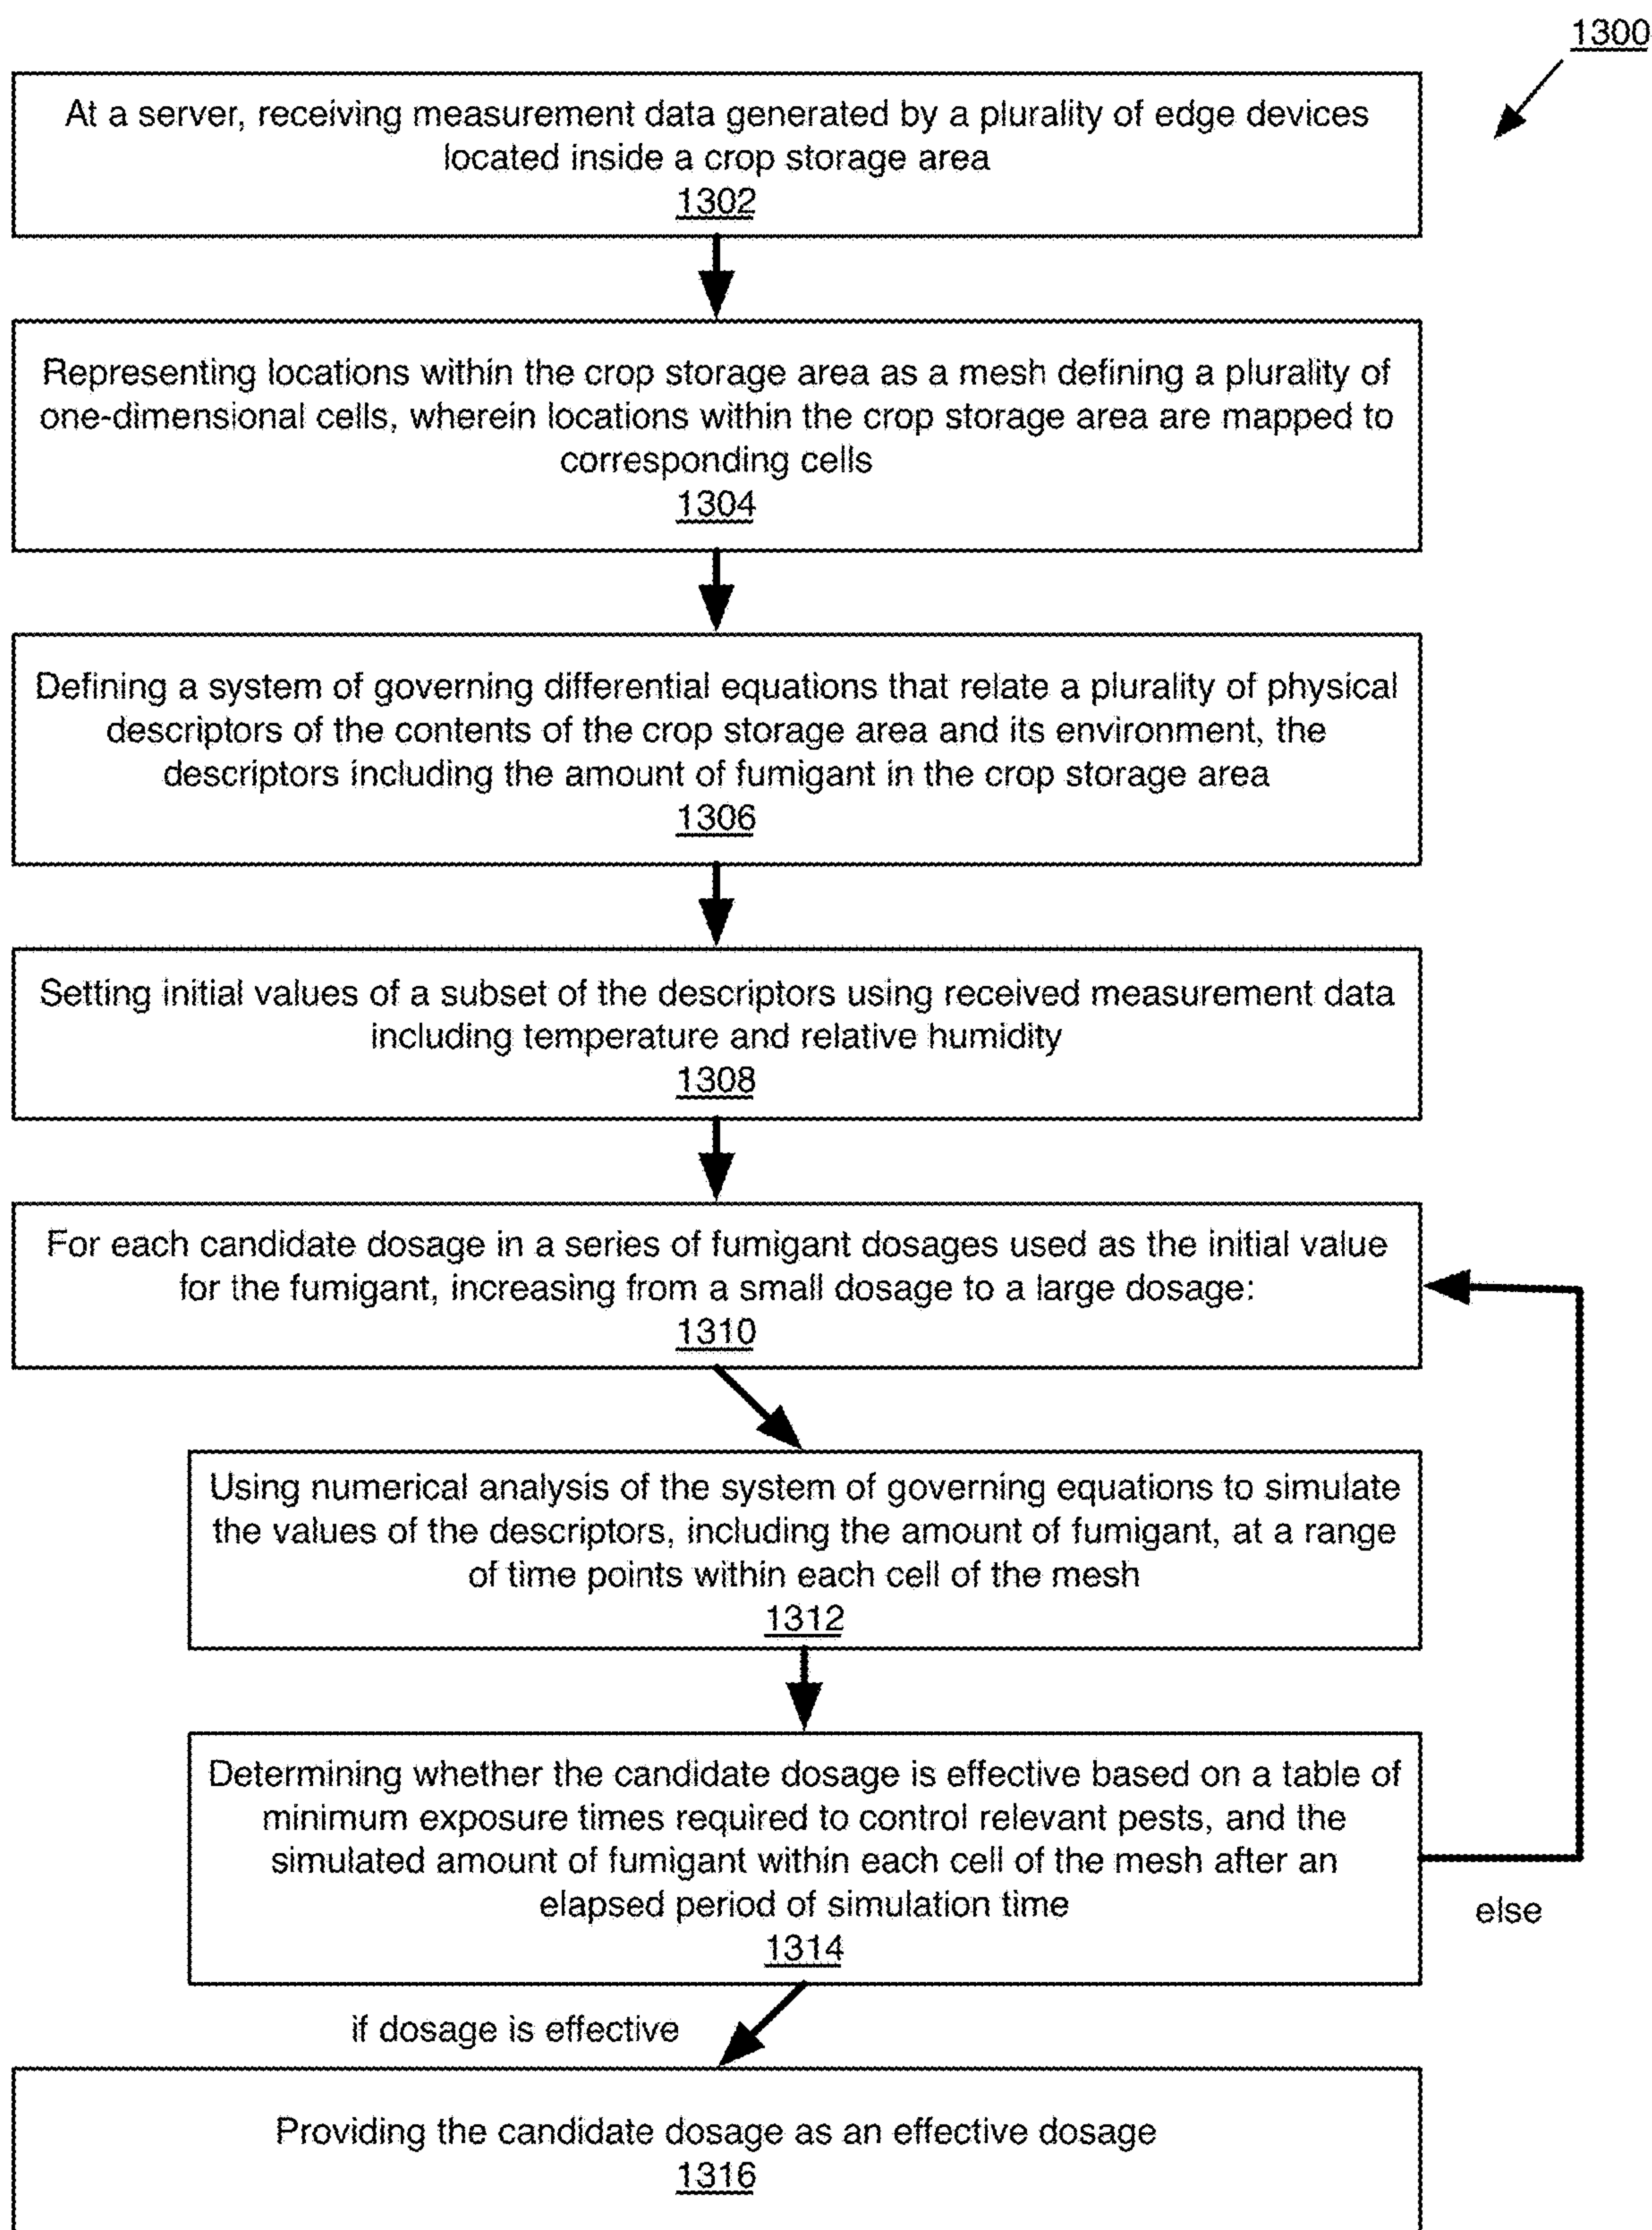 1300
At a server, receiving measurement data generated by a plurality of edge devices
located inside a crop storage area
1302
Representing locations within the crop storage area as a mesh defining a plurality of
one-dimensional cells, wherein locations within the crop storage area are mapped to
corresponding cells
1304
Defining a system of governing differential equations that relate a plurality of physical
descriptors of the contents of the crop storage area and its environment, the
descriptors including the amount of fumigant in the crop storage area
1306
Setting initial values of a subset of the descriptors using received measurement data
including temperature and relative humidity
1308
For each candidate dosage in a series of fumigant dosages used as the initial value
for the fumigant, increasing from a small dosage to a large dosage:
1310
Using numerical analysis of the system of governing equations to simulate
the values of the descriptors, including the amount of fumigant, at a range
of time points within each cell of the mesh
1312
Determining whether the candidate dosage is effective based on a table of
minimum exposure times required to control relevant pests, and the
simulated amount of fumigant within each cell of the mesh after an
elapsed period of simulation time
1314
else
if dosage is effective
Providing the candidate dosage as an effective dosage
1316